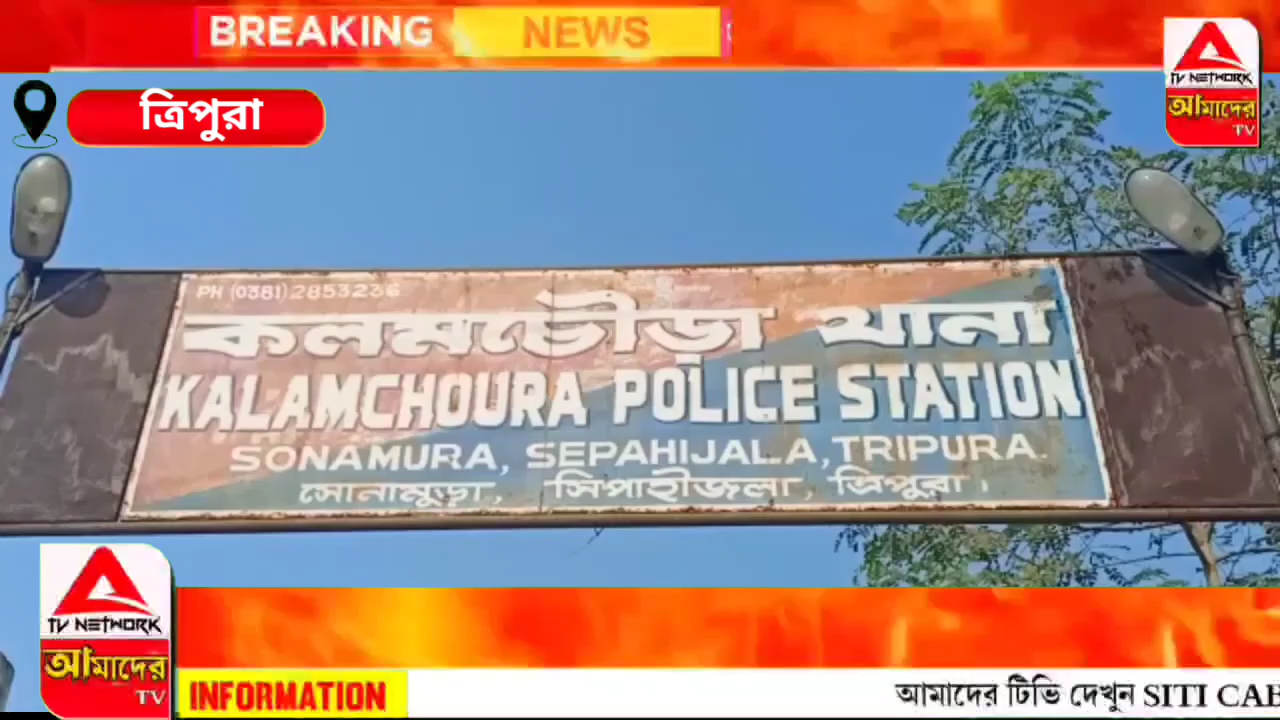 BREAKING NEWS
ত্রিপুরা
TV NETWORK
আমাদের
TV
PH (0381) 2853236
কলমচৌড়া থানা
KALAMCHOURA POLICE STATION
SONAMURA, SEPAHIJALA, TRIPURA.
সোনামুড়া, সিপাহীজলা, ত্রিপুরা।
TV NETWORK
আমাদের
TV
INFORMATION
আমাদের টিভি দেখুন SITI CAB